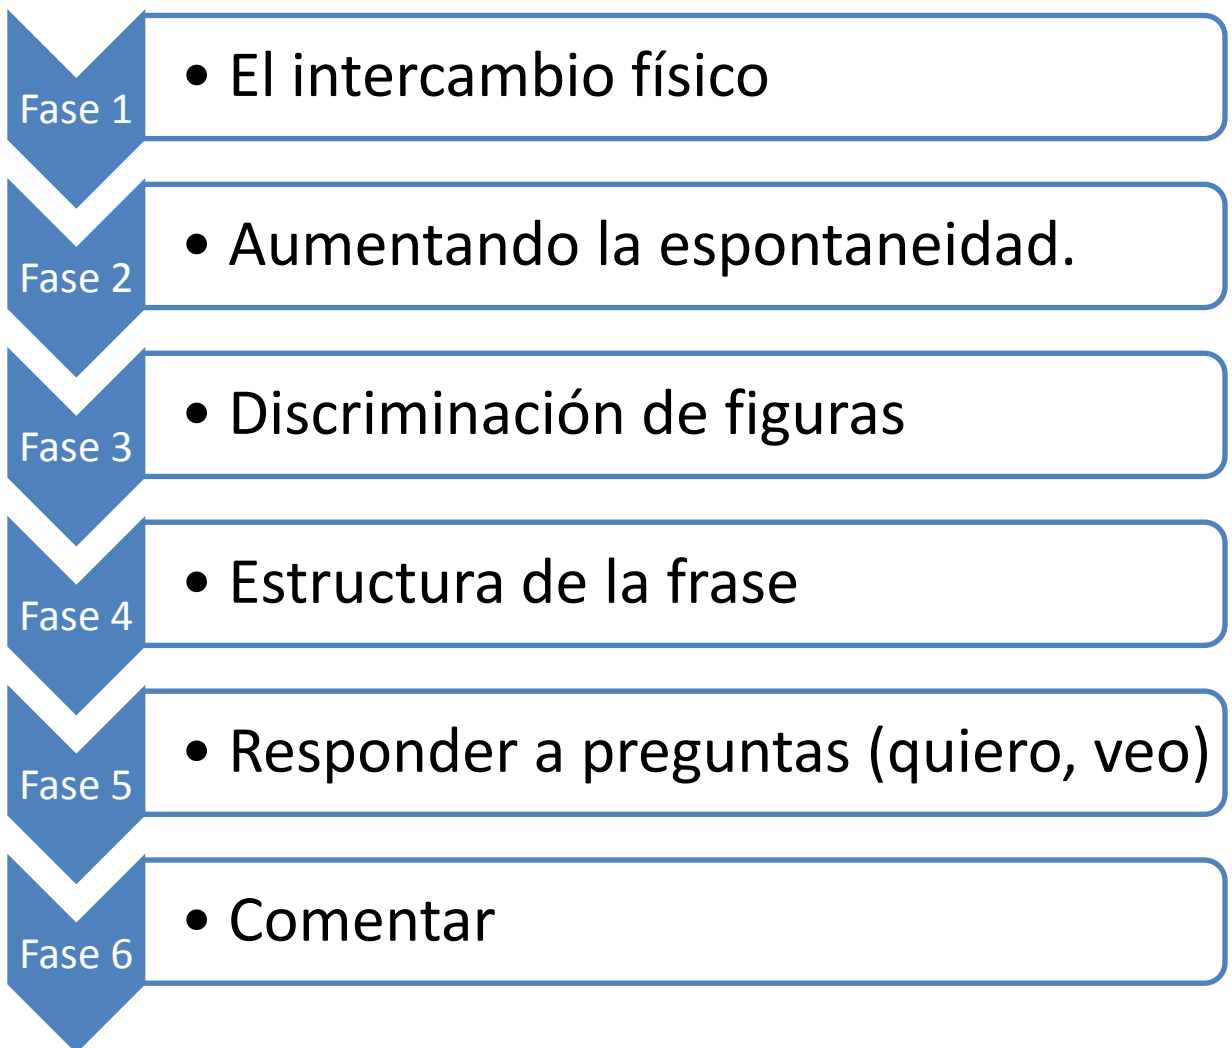 Fase 1
• El intercambio físico
Fase 2
• Aumentando la espontaneidad.
Fase 3
• Discriminación de figuras
Fase 4
• Estructura de la frase
Fase 5
• Responder a preguntas (quiero, veo)
Fase 6
• Comentar